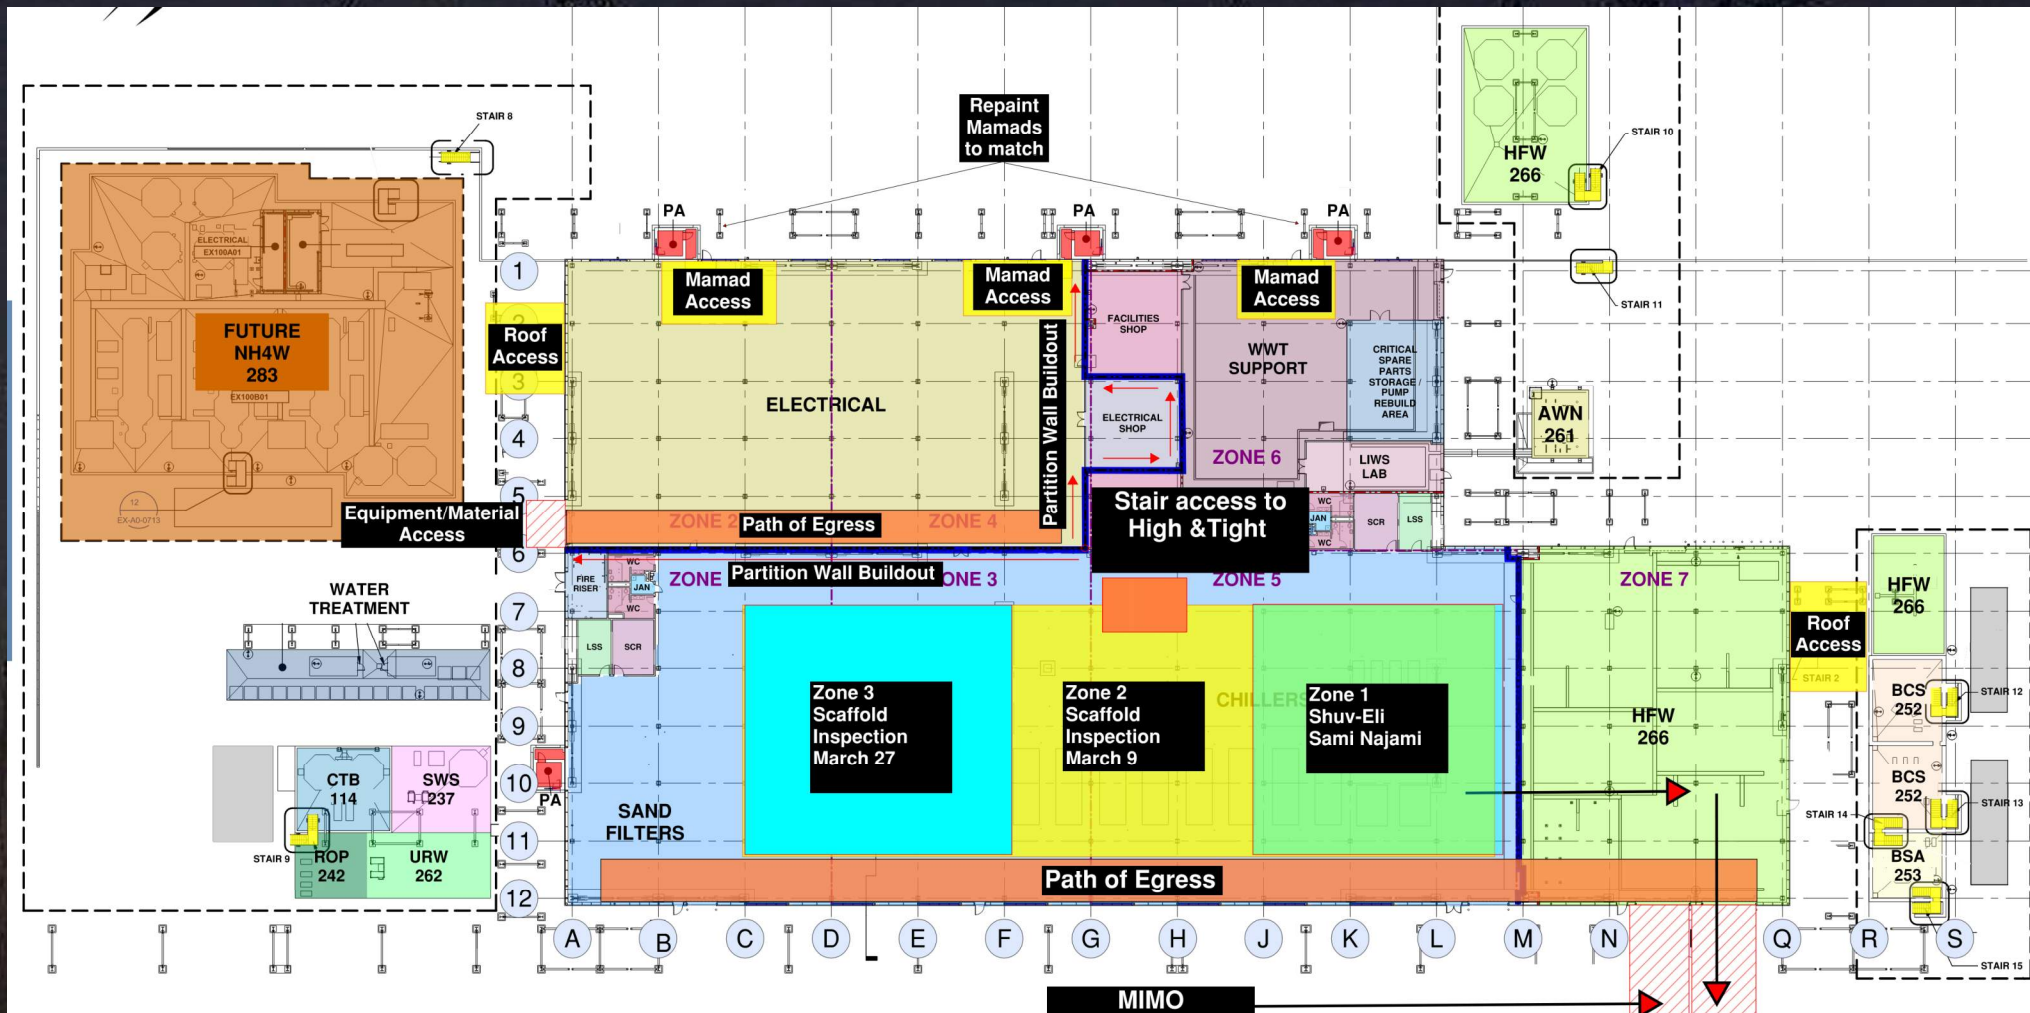 STAIR 8
Repaint
Mamads
to match
STAIR 10
HFW
266
PA
PA
PA
ELECTRICAL
EX100A01
1
Mamad
Access
Mamad
Access
Mamad
Access
STAIR 11
2
Roof
Access
FACILITIES
SHOP
FUTURE
NH4W
283
EX100B01
3
Partition Wall Buildout
WWT
SUPPORT
CRITICAL
SPARE
PARTS
STORAGE /
PUMP
REBUILD
AREA
ELECTRICAL
ELECTRICAL
SHOP
AWN
261
4
ZONE 6
LIWS
LAB
5
12
EX-A0-0713
Equipment/Material
Access
ZONE 2
Path of Egress
ZONE 4
Stair access to
High &Tight
WC
JAN
WC
SCR
LSS
6
FIRE
RISER
WC
JAN
WC
ZONE
Partition Wall Buildout
ONE 3
ZONE 5
ZONE 7
WATER
TREATMENT
HFW
266
7
LSS
SCR
Roof
Access
8
STAIR 2
Zone 3
Scaffold
Inspection
March 27
Zone 2
Scaffold
Inspection
March 9
CHILLERS
Zone 1
Shuv-Eli
Sami Najami
HFW
266
BCS
252
STAIR 12
9
CTB
114
SWS
237
10
PA
BCS
252
STAIR 13
STAIR 14
SAND
FILTERS
11
STAIR 9
ROP
242
URW
262
BSA
253
Path of Egress
12
A
B
C
D
E
F
G
H
J
K
L
M
N
Q
R
S
STAIR 15
MIMO